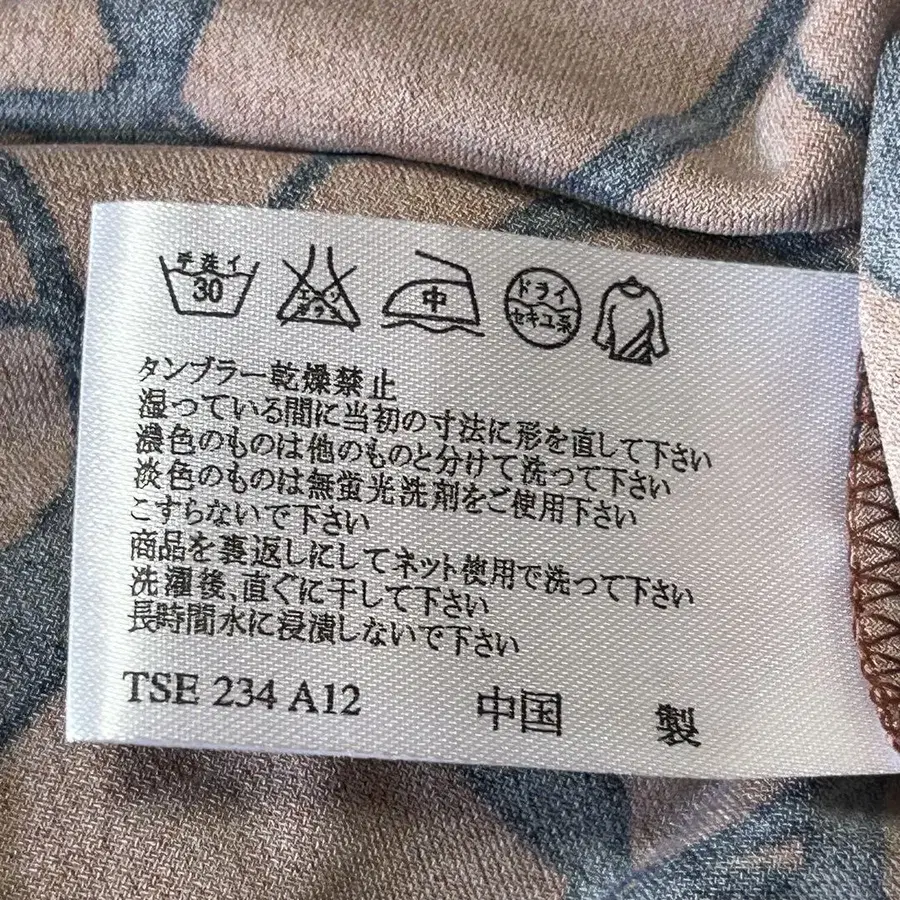 手洗イ
30
エンソ
サラシ
中
ドライ
セキユ系
タンブラー乾燥禁止
湿っている間に当初の寸法に形を直して下さい
濃色のものは他のものと分けて洗って下さい
淡色のものは無蛍光洗剤をご使用下さい
こすらないで下さい
商品を裏返しにしてネット使用で洗って下さい
洗濯後、直ぐに干して下さい
長時間水に浸漬しないで下さい
TSE 234 A12 中国 製